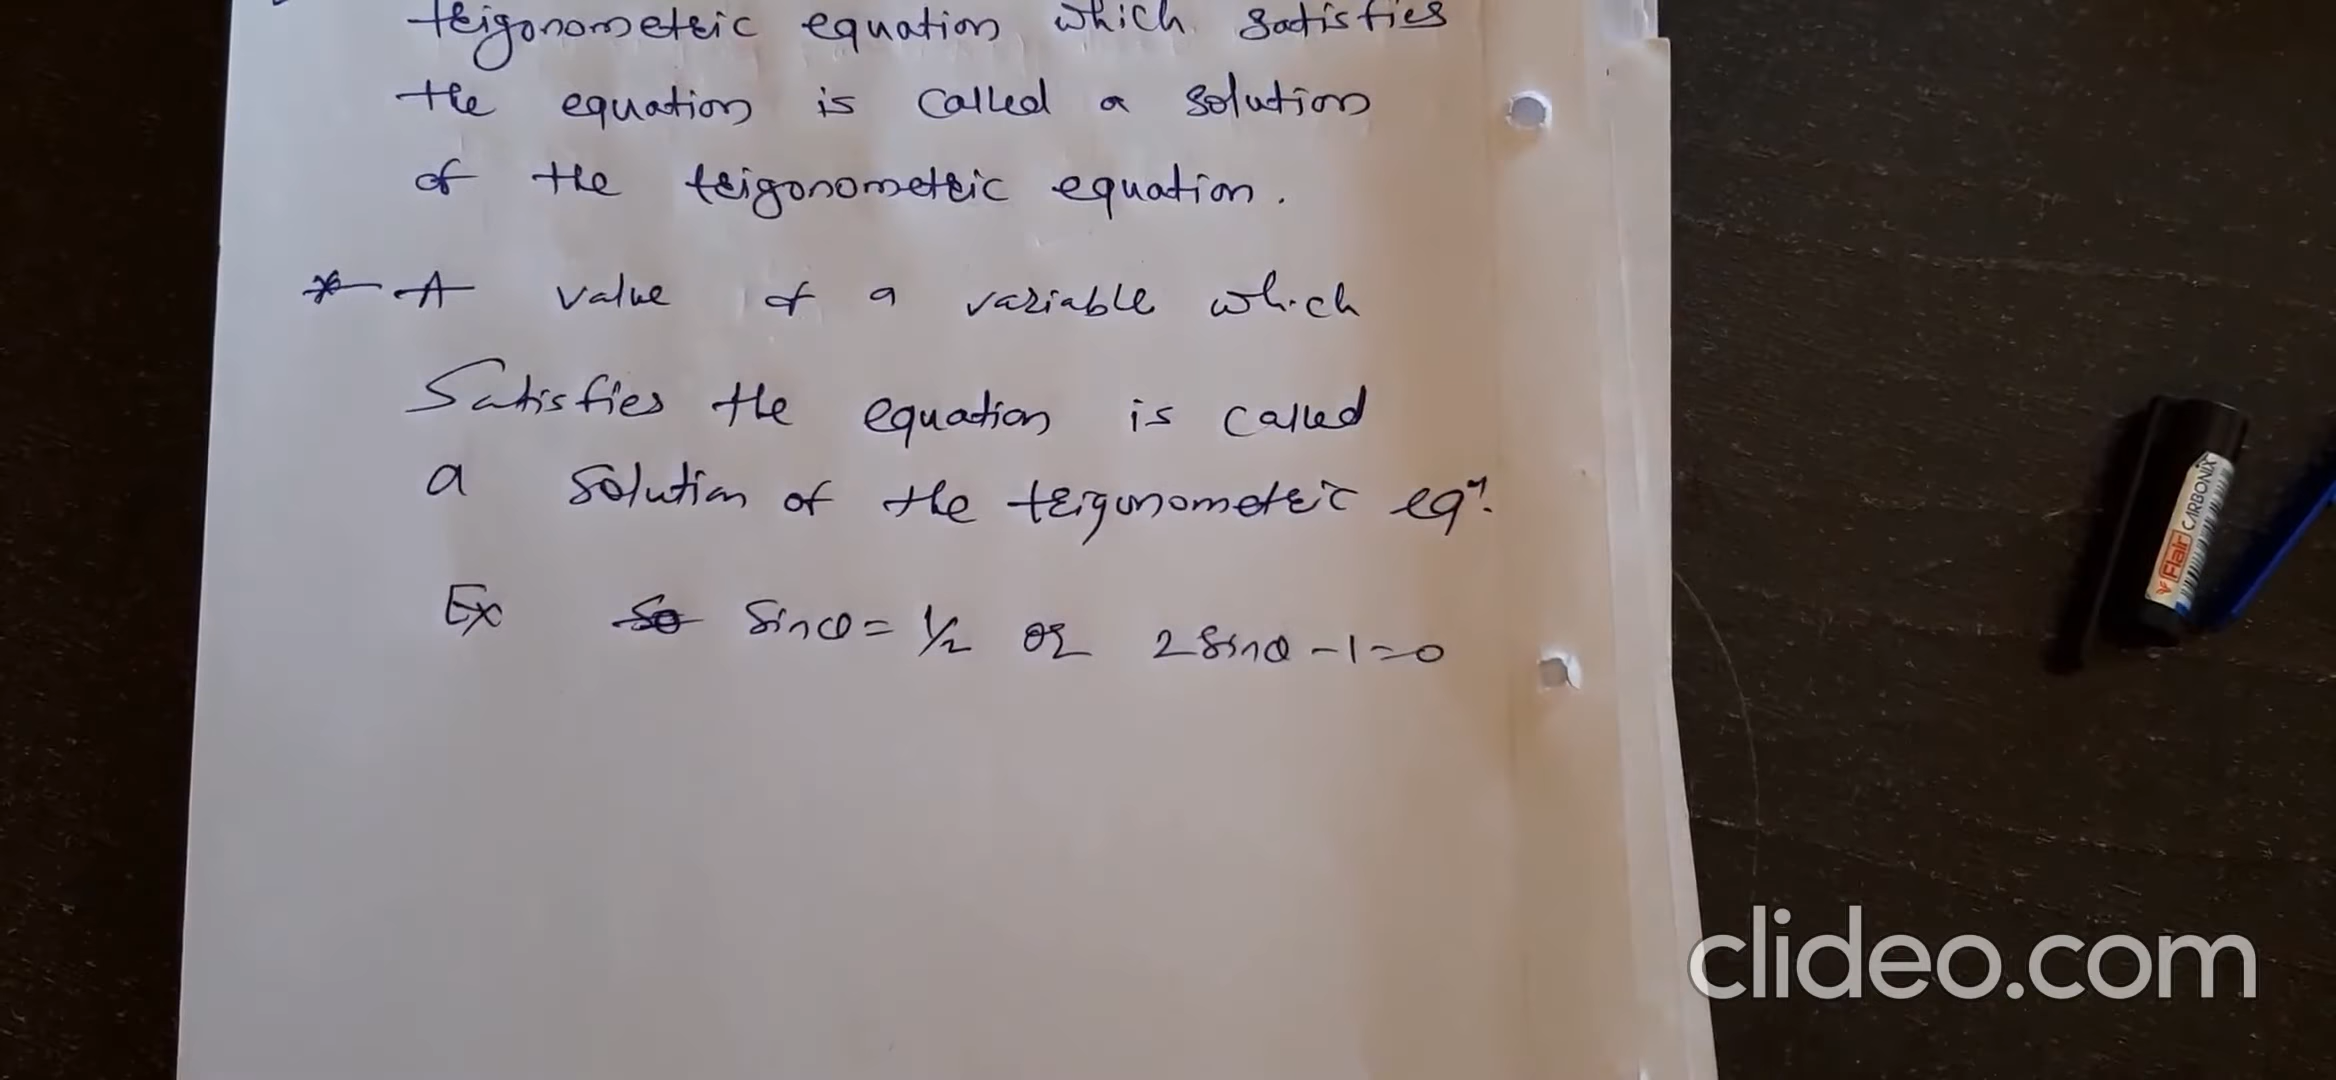 trigonometric equation which satisfies
the equation is called a solution
of the trigonometric equation.
* A value of a variable which
Satisfies the equation is called
a solution of the trigonometric eqⁿ.
Ex sinθ = 1/2 or 2 sinθ - 1 = 0
Flair CARBONIX
clideo.com